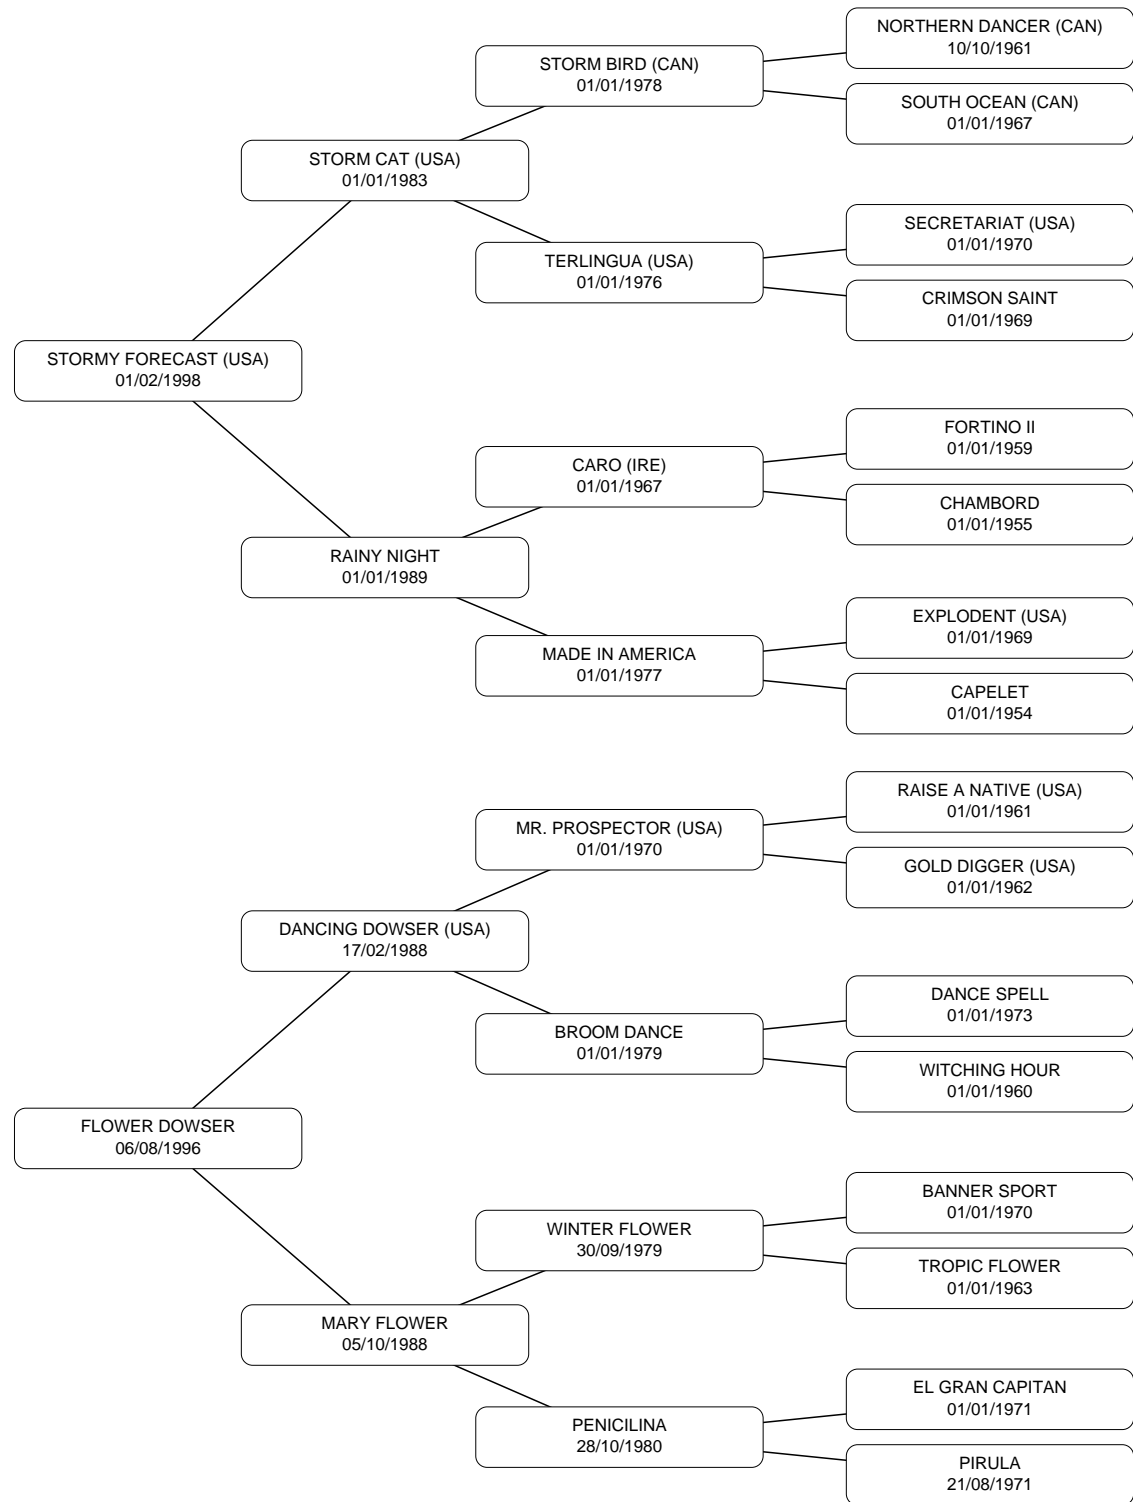 NORTHERN DANCER (CAN)
10/10/1961
STORM BIRD (CAN)
01/01/1978
SOUTH OCEAN (CAN)
01/01/1967
STORM CAT (USA)
01/01/1983
SECRETARIAT (USA)
01/01/1970
TERLINGUA (USA)
01/01/1976
CRIMSON SAINT
01/01/1969
STORMY FORECAST (USA)
01/02/1998
FORTINO II
01/01/1959
CARO (IRE)
01/01/1967
CHAMBORD
01/01/1955
RAINY NIGHT
01/01/1989
EXPLODENT (USA)
01/01/1969
MADE IN AMERICA
01/01/1977
CAPELET
01/01/1954
RAISE A NATIVE (USA)
01/01/1961
MR. PROSPECTOR (USA)
01/01/1970
GOLD DIGGER (USA)
01/01/1962
DANCING DOWSER (USA)
17/02/1988
DANCE SPELL
01/01/1973
BROOM DANCE
01/01/1979
WITCHING HOUR
01/01/1960
FLOWER DOWSER
06/08/1996
BANNER SPORT
01/01/1970
WINTER FLOWER
30/09/1979
TROPIC FLOWER
01/01/1963
MARY FLOWER
05/10/1988
EL GRAN CAPITAN
01/01/1971
PENICILINA
28/10/1980
PIRULA
21/08/1971